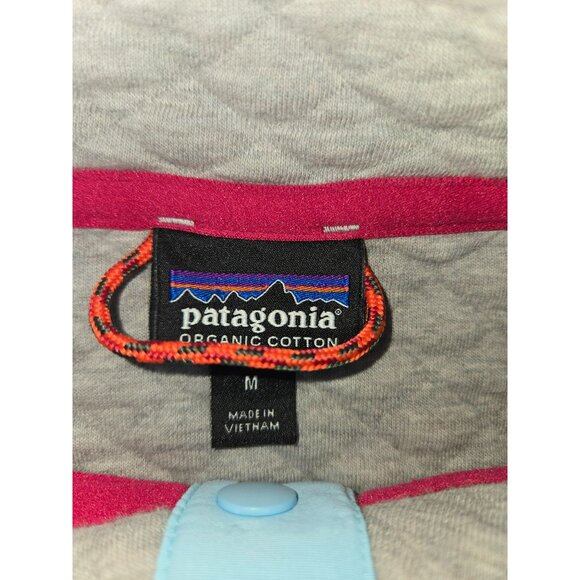 patagonia®
ORGANIC COTTON
M
MADE IN
VIETNAM